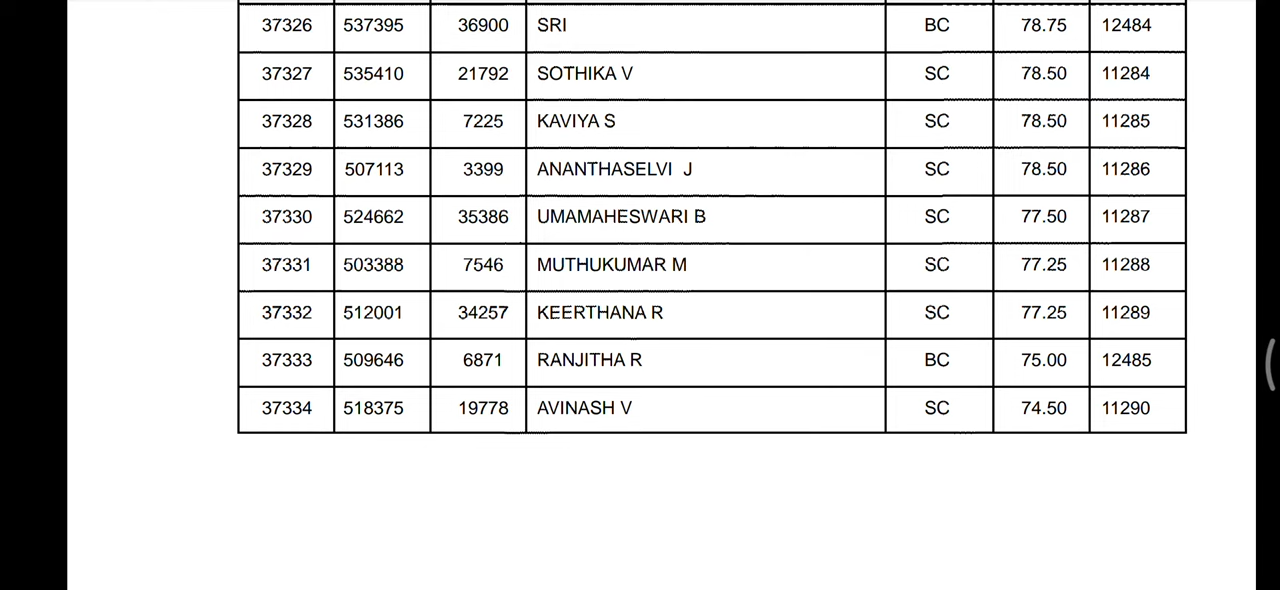 37326 537395 36900 SRI BC 78.75 12484
37327 535410 21792 SOTHIKA V SC 78.50 11284
37328 531386 7225 KAVIYA S SC 78.50 11285
37329 507113 3399 ANANTHASELVI J SC 78.50 11286
37330 524662 35386 UMAMAHESWARI B SC 77.50 11287
37331 503388 7546 MUTHUKUMAR M SC 77.25 11288
37332 512001 34257 KEERTHANA R SC 77.25 11289
37333 509646 6871 RANJITHA R BC 75.00 12485
37334 518375 19778 AVINASH V SC 74.50 11290